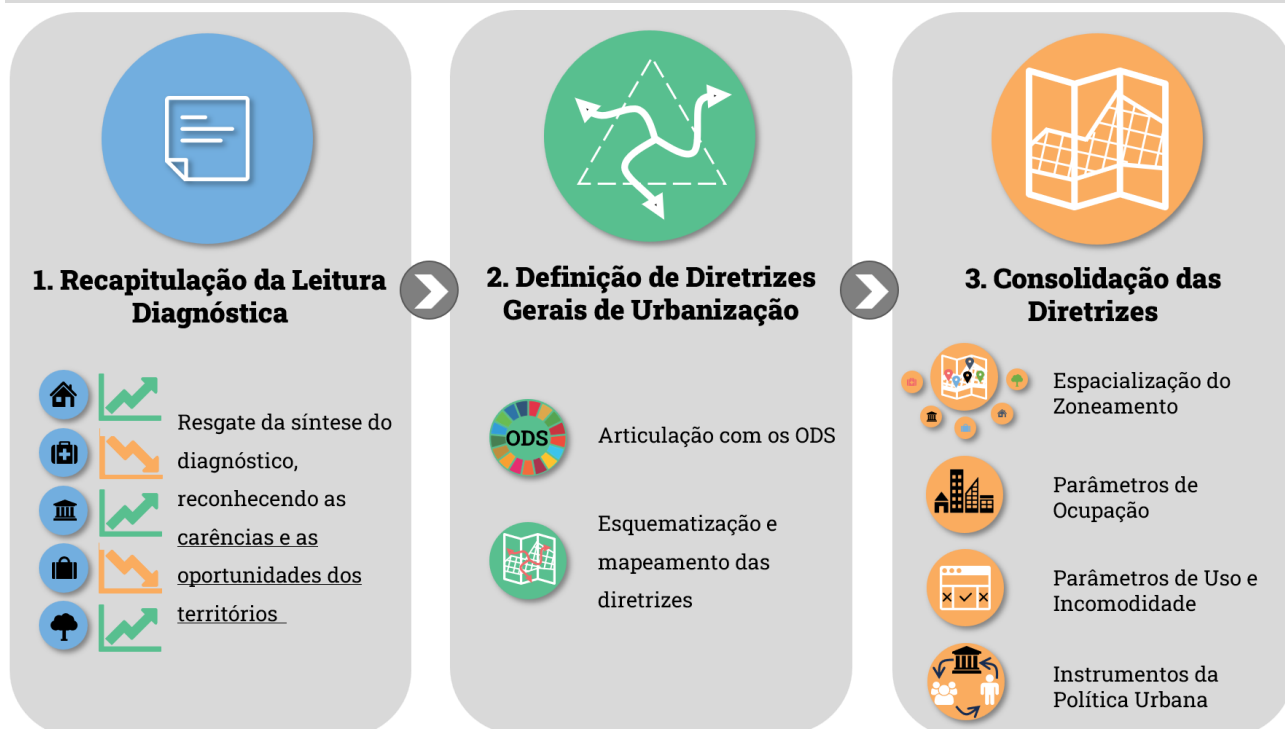 1. Recapitulação da Leitura
Diagnóstica
Resgate da síntese do
diagnóstico,
reconhecendo as
carências e as
oportunidades dos
territórios
2. Definição de Diretrizes
Gerais de Urbanização
ODS
Articulação com os ODS
Esquematização e
mapeamento das
diretrizes
3. Consolidação das
Diretrizes
Espacialização do
Zoneamento
Parâmetros de
Ocupação
Parâmetros de Uso e
Incomodidade
Instrumentos da
Política Urbana